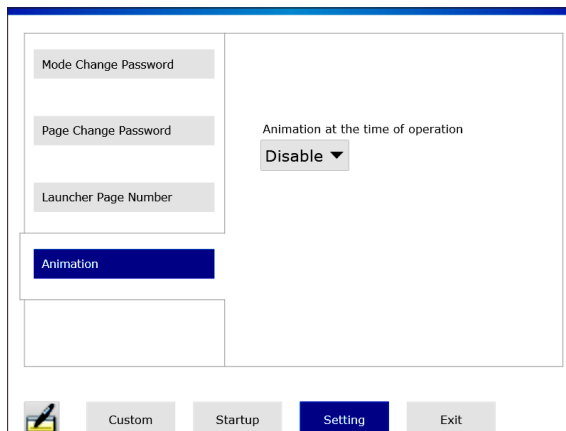 Mode Change Password
Page Change Password
Animation at the time of operation
Disable
Launcher Page Number
Animation
Custom
Startup
Setting
Exit